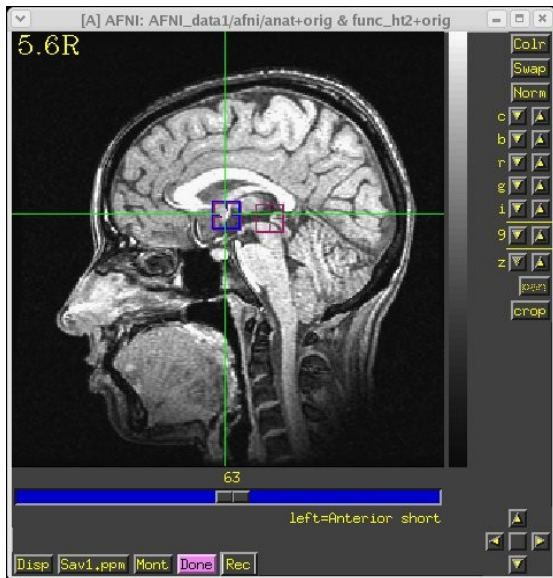 [A] AFNI: AFNI_data1/afni/anat+orig & func_ht2+orig
5.6R
Colr
Swap
Norm
c
b
r
g
i
9
z
pan
crop
63
left=Anterior short
Disp Sav1.ppm Mont Done Rec